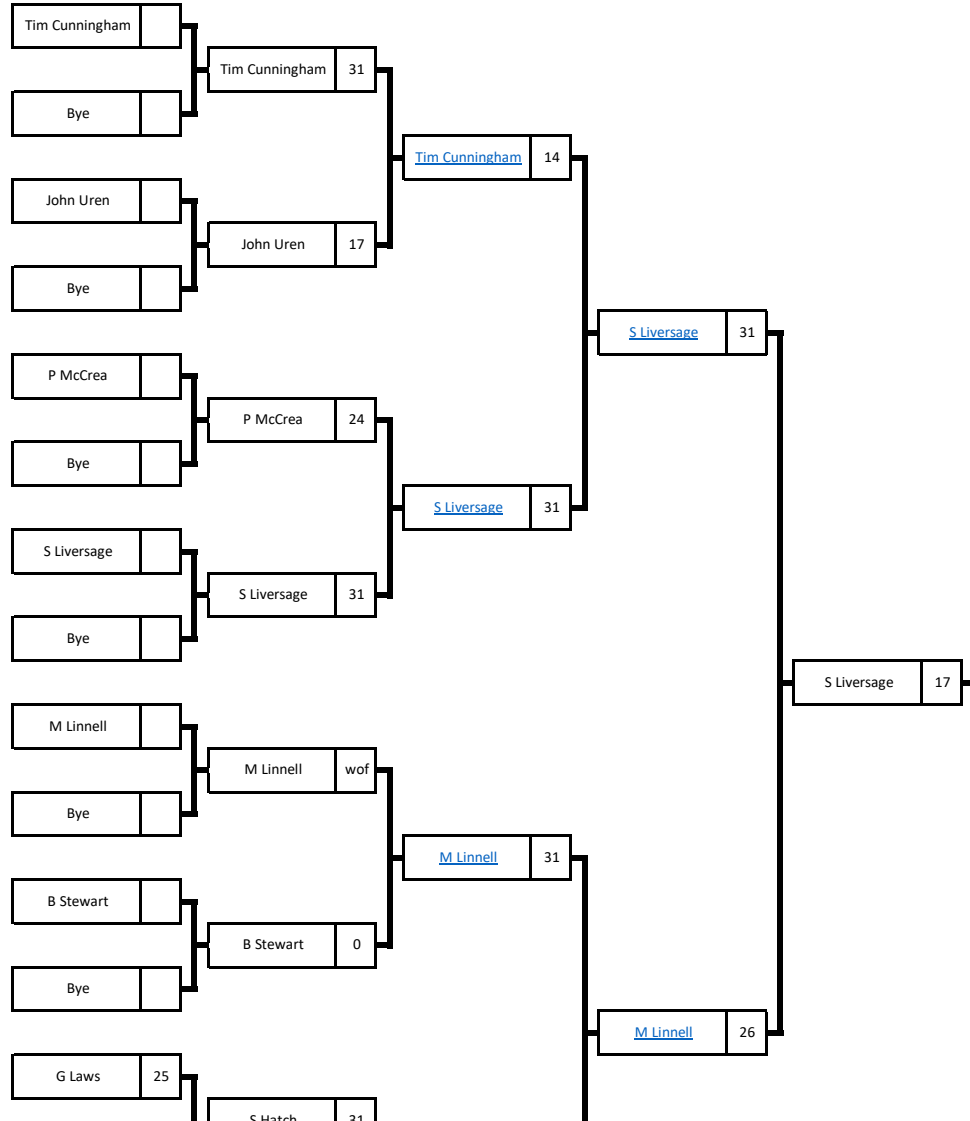 Tim Cunningham
Tim Cunningham 31
Bye
Tim Cunningham 14
John Uren
John Uren 17
Bye
S Liversage 31
P McCrea
P McCrea 24
Bye
S Liversage 31
S Liversage
S Liversage 31
Bye
S Liversage 17
M Linnell
M Linnell wof
Bye
M Linnell 31
B Stewart
B Stewart 0
Bye
M Linnell 26
G Laws 25
S Hatch 31